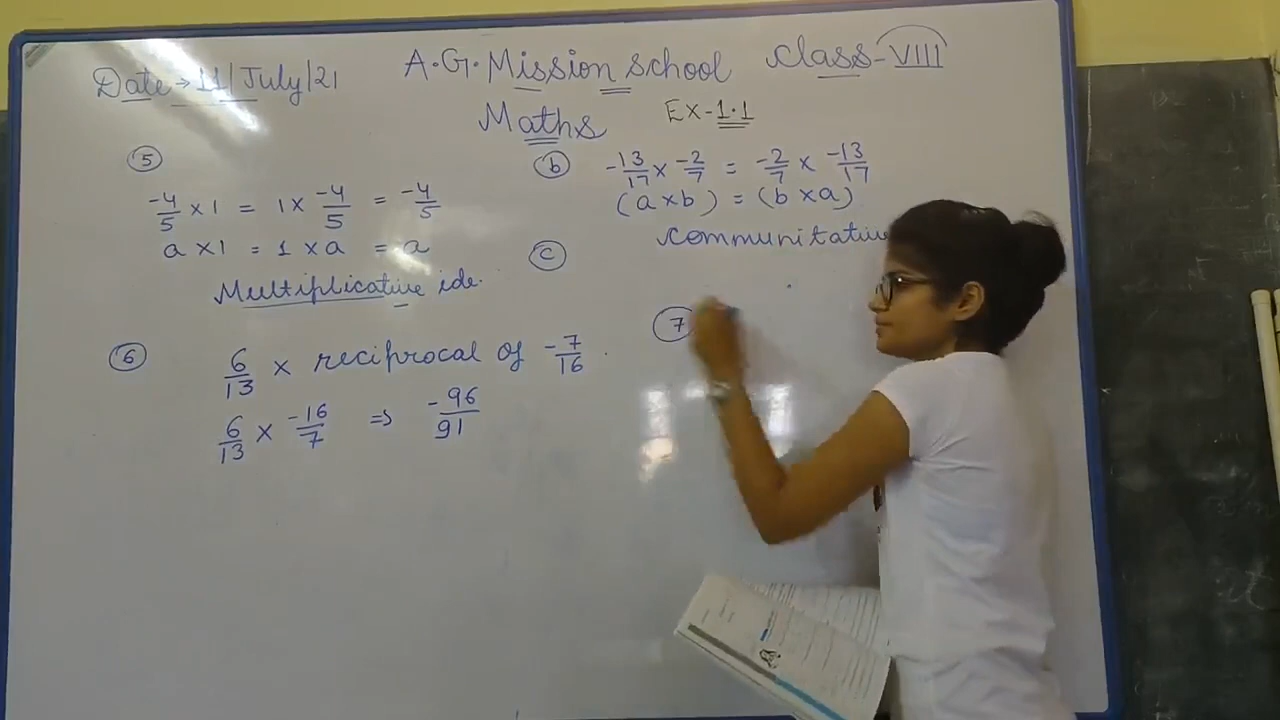 Date → 11/July/21
A.G.Mission school Class-VIII
Maths Ex-1.1
5
-4/5 x 1 = 1 x -4/5 = -4/5
a x 1 = 1 x a = a
Multiplicative ide.
b -13/17 x -2/7 = -2/7 x -13/17
(a x b) = (b x a)
communitative
c
6 6/13 x reciprocal of -7/16.
6/13 x -16/7 ⇒ -96/91
7